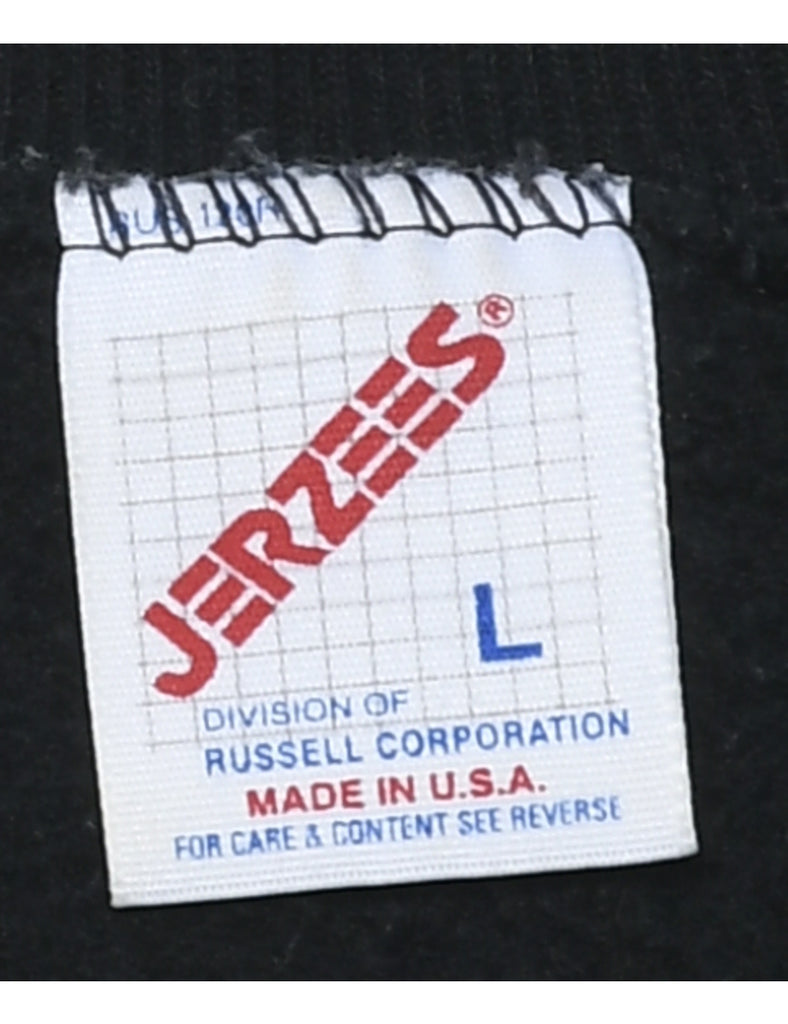 JERZEES®
L
DIVISION OF
RUSSELL CORPORATION
MADE IN U.S.A.
FOR CARE & CONTENT SEE REVERSE